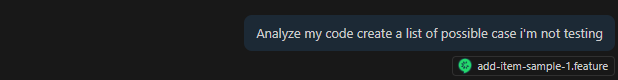 Analyze my code create a list of possible case i'm not testing
add-item-sample-1.feature